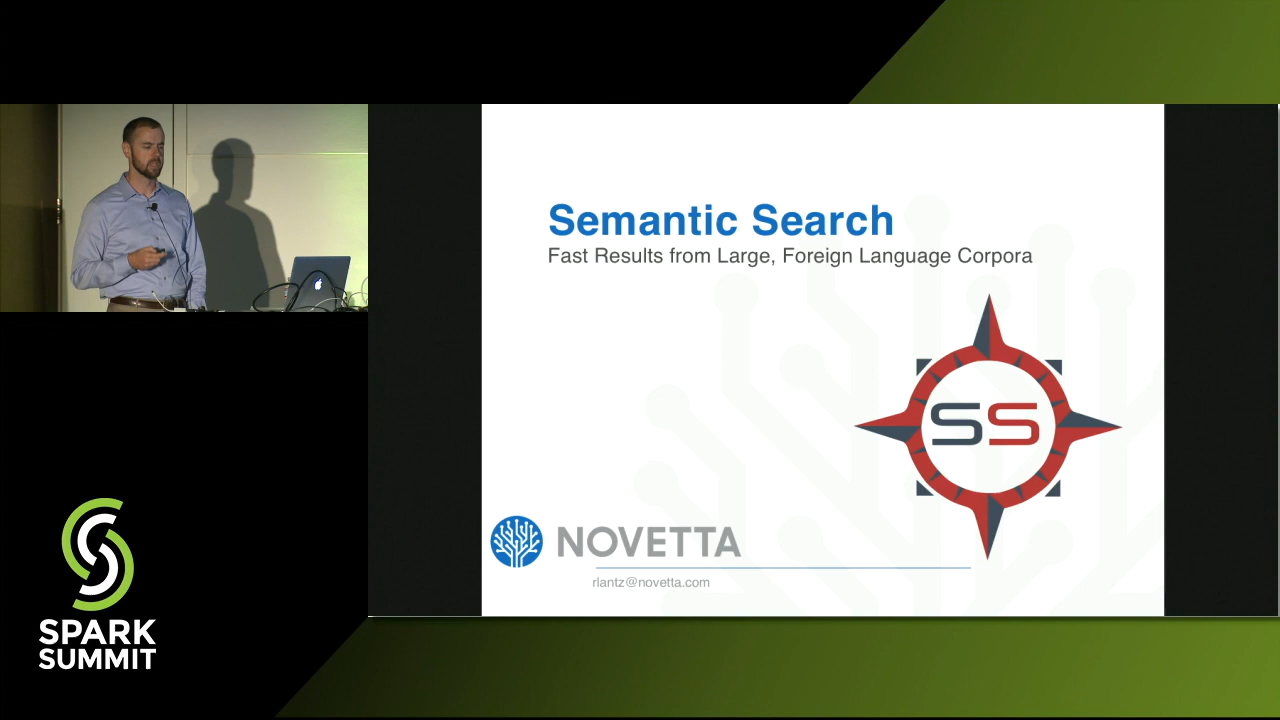 Semantic Search
Fast Results from Large, Foreign Language Corpora
SS
NOVETTA
rlantz@novetta.com
SPARK
SUMMIT